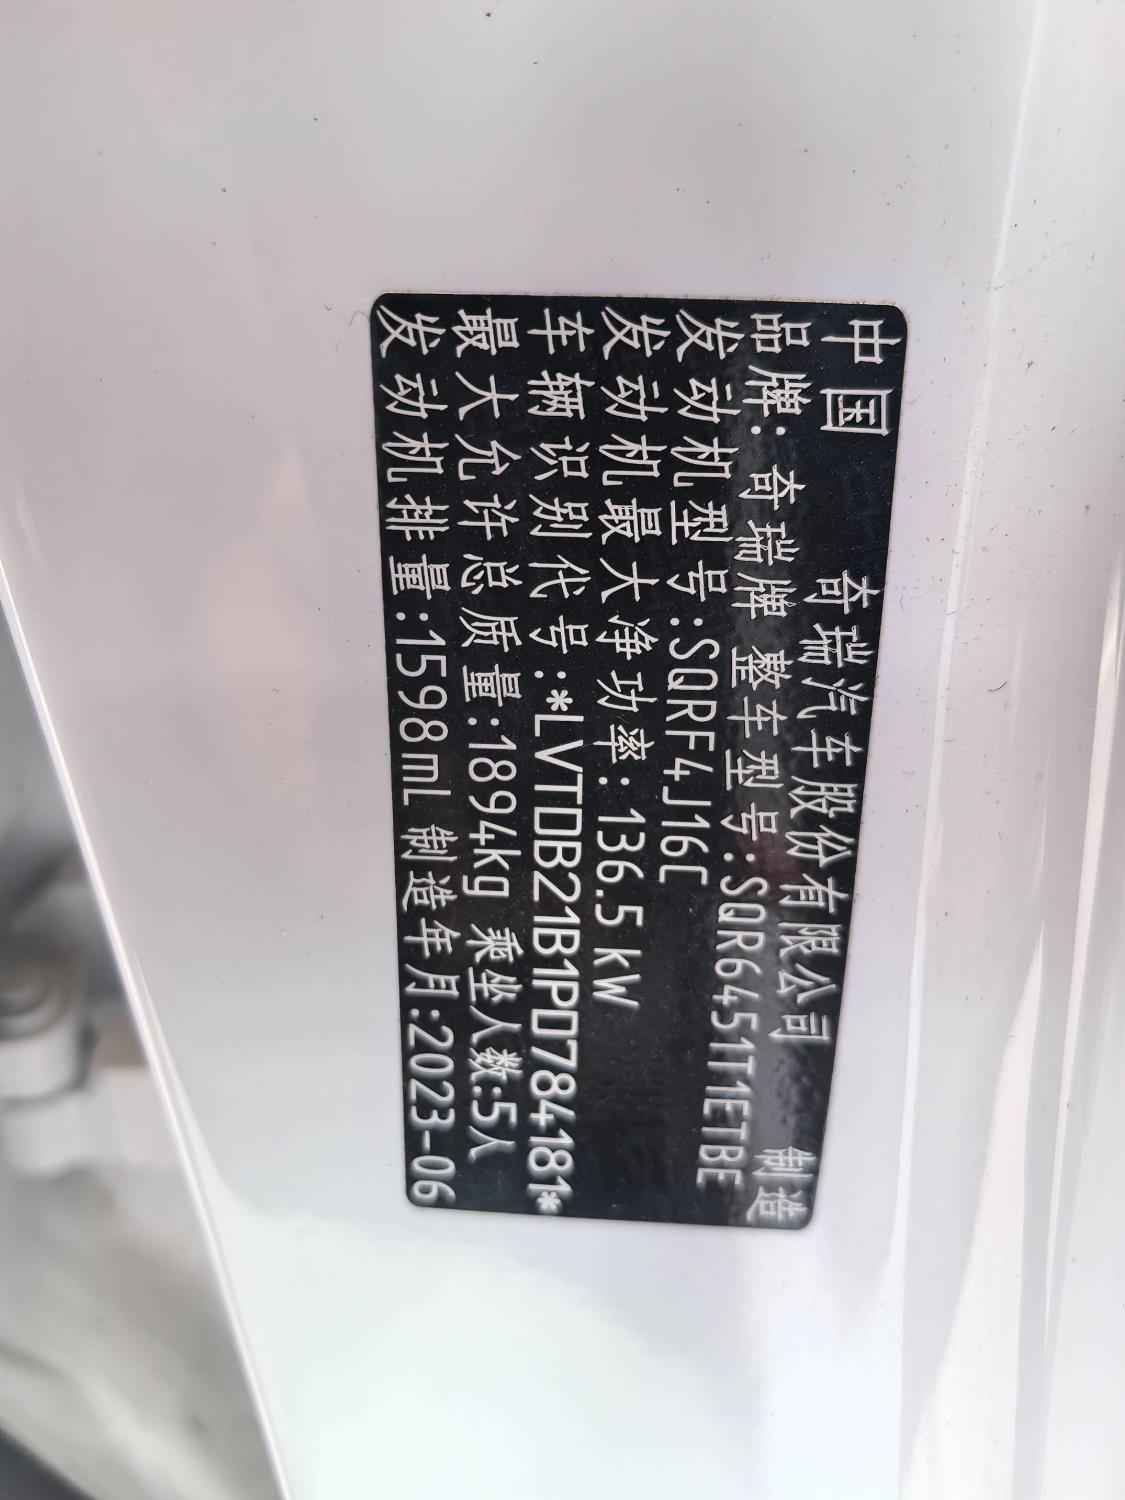 中国 奇瑞汽车股份有限公司 制造
品牌:奇瑞牌 整车型号:SQR6451T1ETBE
发动机型号:SQRF4J16C
发动机最大净功率:136.5 kW
车辆识别代号:*LVTDB21B1PD784181*
最大允许总质量:1894kg 乘坐人数:5人
发动机排量:1598mL 制造年月:2023-06